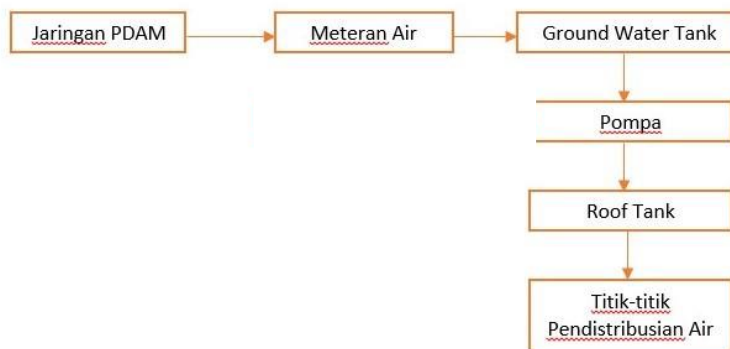 Jaringan PDAM
Meteran Air
Ground Water Tank
Pompa
Roof Tank
Titik-titik
Pendistribusian Air